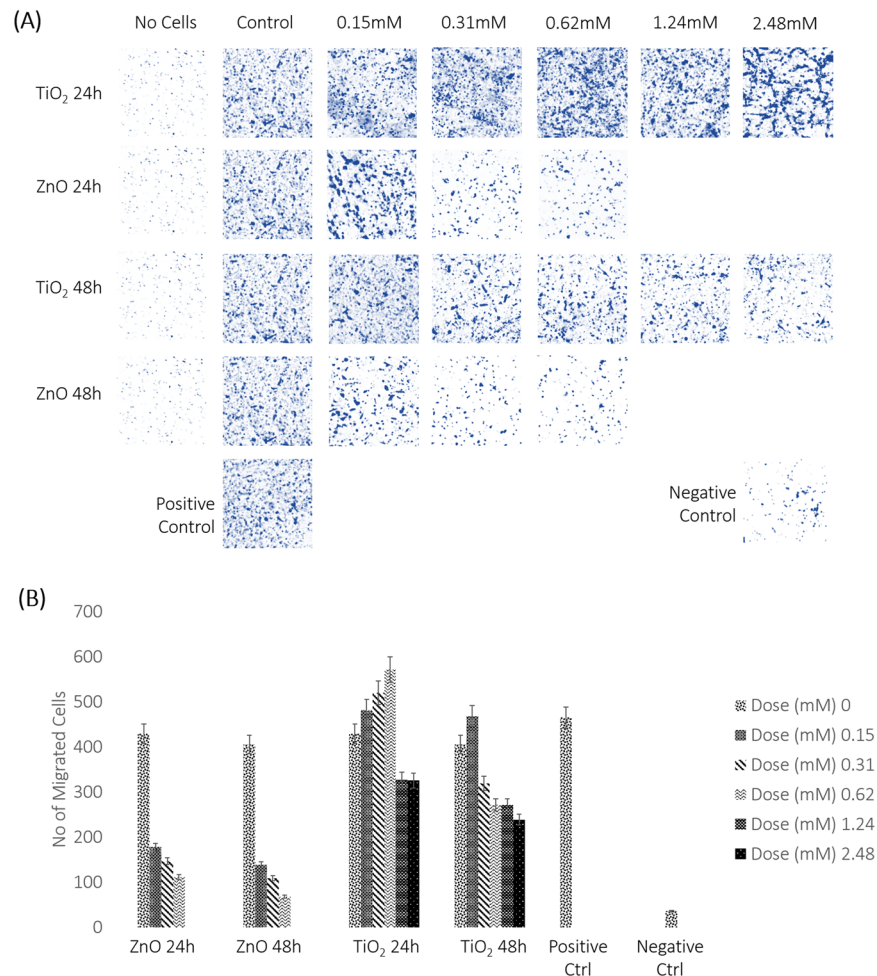 (A)
No Cells Control 0.15mM 0.31mM 0.62mM 1.24mM 2.48mM
TiO₂ 24h
ZnO 24h
TiO₂ 48h
ZnO 48h
Positive
Control
Negative
Control
(B)
No of Migrated Cells
700
600
500
400
300
200
100
0
ZnO 24h ZnO 48h TiO₂ 24h TiO₂ 48h Positive
Ctrl
Negative
Ctrl
Dose (mM) 0
Dose (mM) 0.15
Dose (mM) 0.31
Dose (mM) 0.62
Dose (mM) 1.24
Dose (mM) 2.48